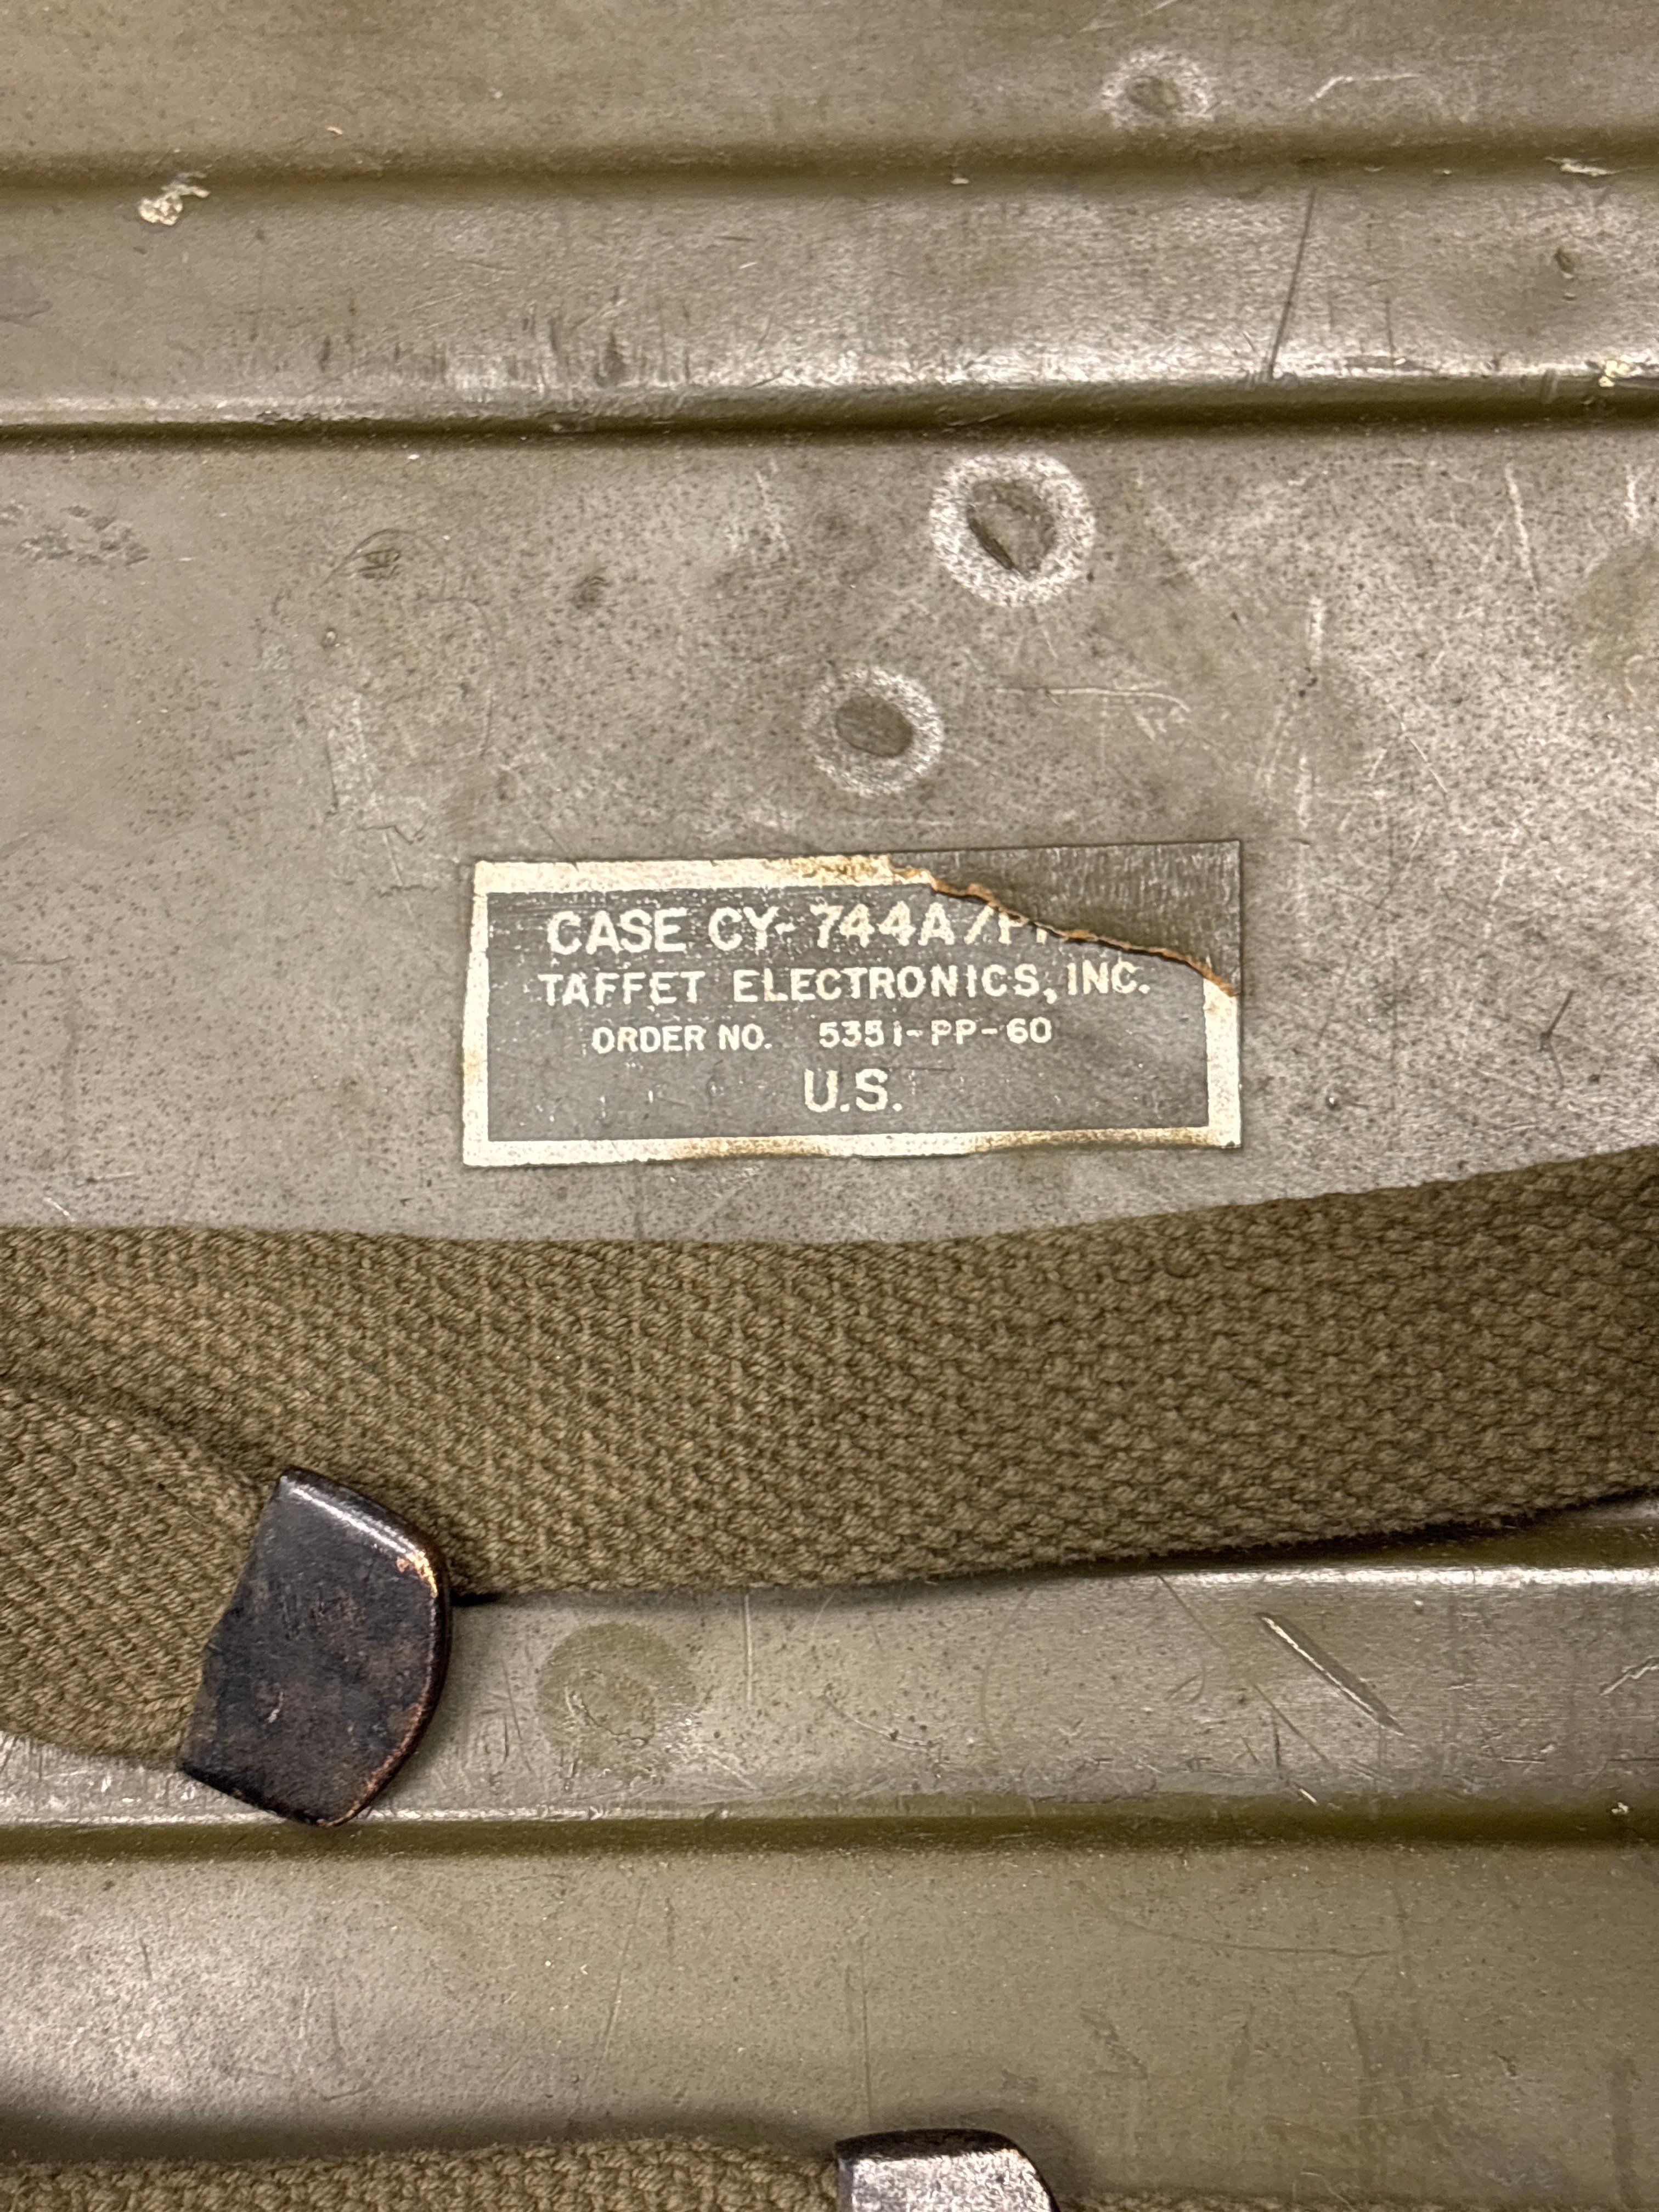 CASE CY-744A/P
TAFFET ELECTRONICS, INC.
ORDER NO. 5351-PP-60
U.S.